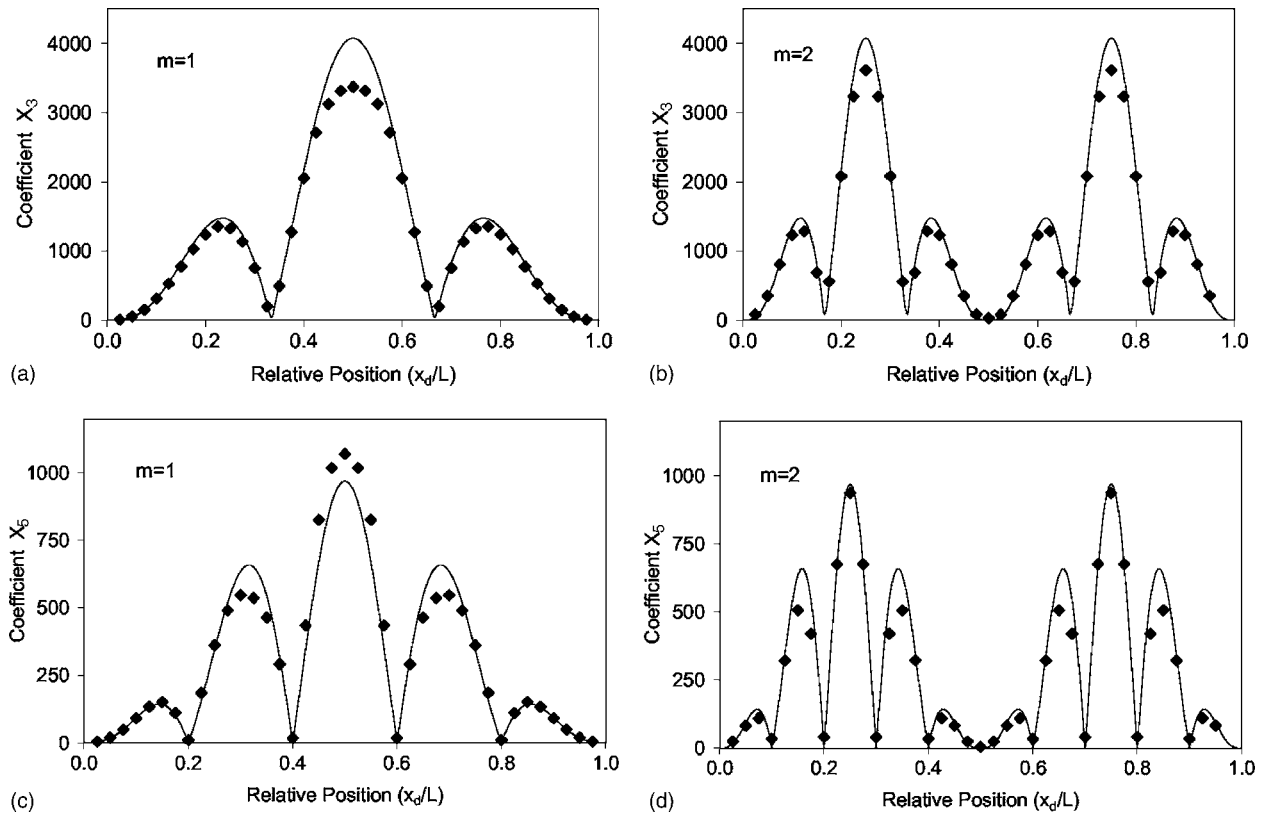 m=1
Coefficient X3
4000
3000
2000
1000
0
0.0 0.2 0.4 0.6 0.8 1.0
Relative Position (xd/L)
(a)
m=2
Coefficient X3
4000
3000
2000
1000
0
0.0 0.2 0.4 0.6 0.8 1.0
Relative Position (xd/L)
(b)
m=1
Coefficient X5
1000
750
500
250
0
0.0 0.2 0.4 0.6 0.8 1.0
Relative Position (xd/L)
(c)
m=2
Coefficient X5
1000
750
500
250
0
0.0 0.2 0.4 0.6 0.8 1.0
Relative Position (xd/L)
(d)